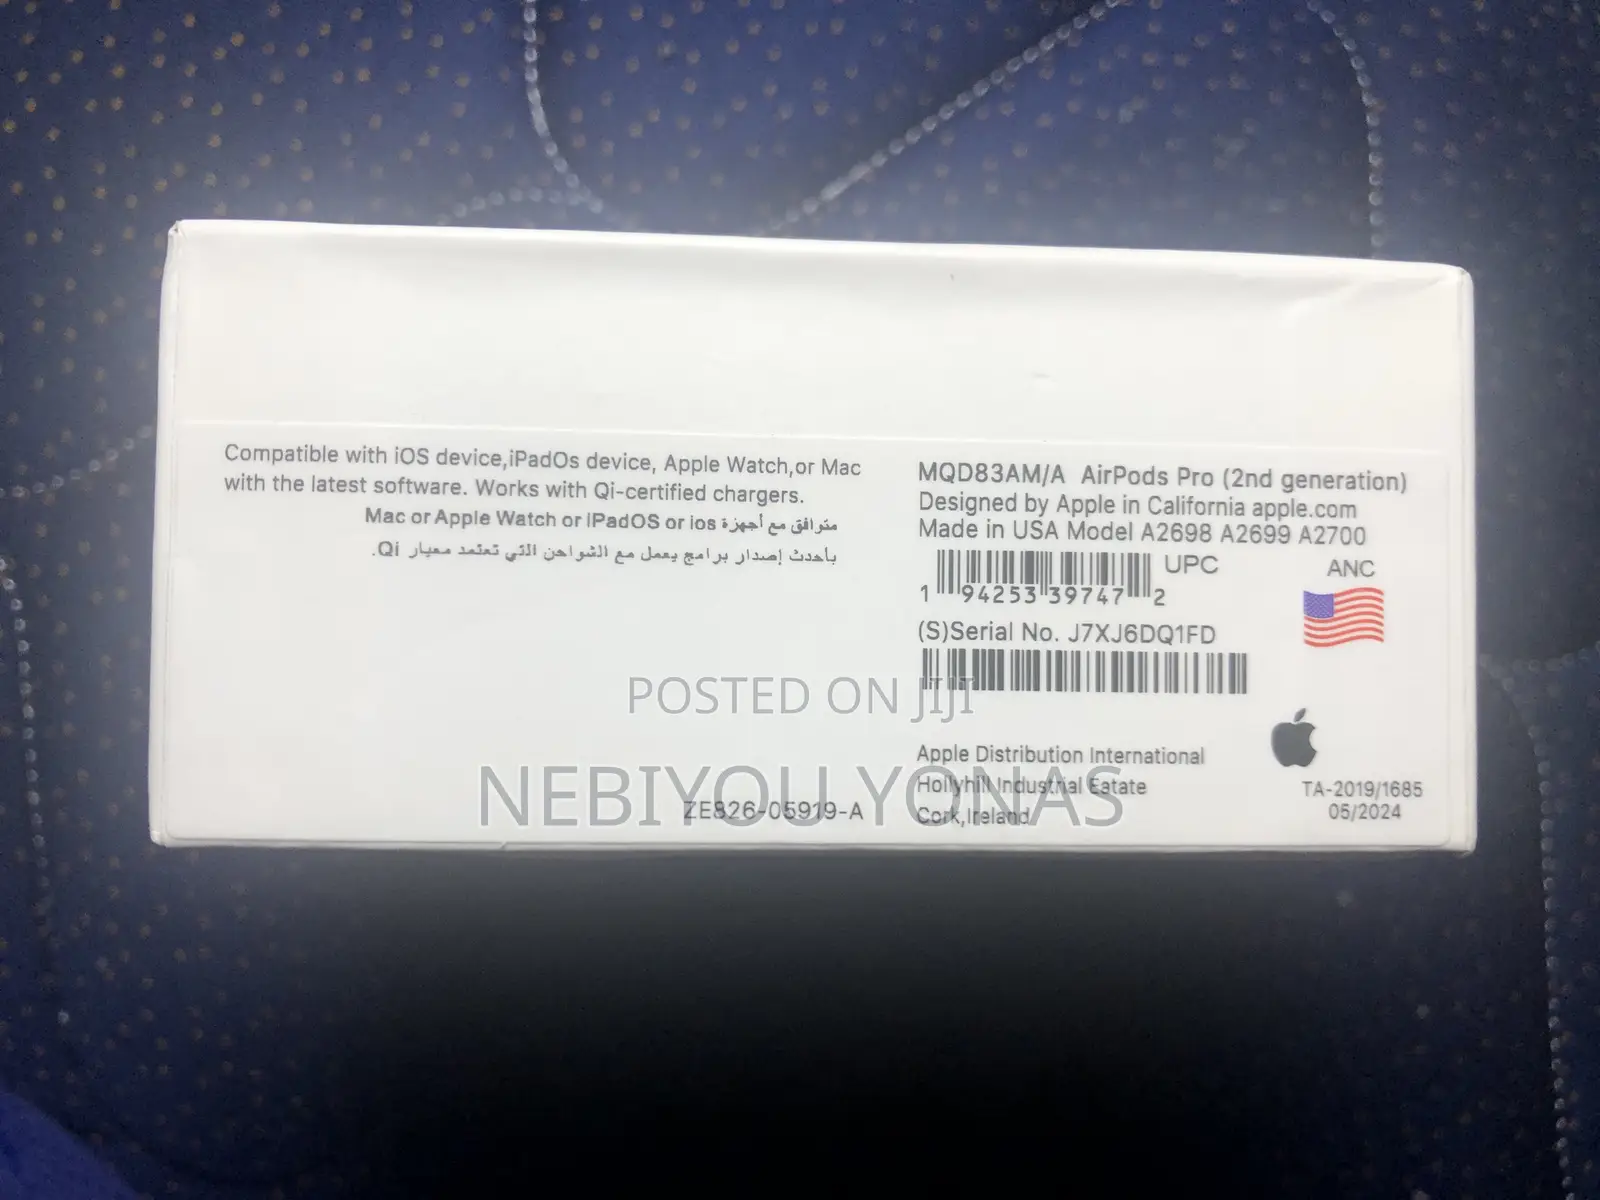 Compatible with iOS device,iPadOs device, Apple Watch,or Mac
with the latest software. Works with Qi-certified chargers.
متوافق مع أجهزة Mac or Apple Watch or iPadOS or ios
بأحدث إصدار برامج يعمل مع الشواحن التي تعتمد معيار Qi.
ZE826-05919-A
MQD83AM/A AirPods Pro (2nd generation)
Designed by Apple in California apple.com
Made in USA Model A2698 A2699 A2700
UPC
ANC
1 94253 39747 2
(S)Serial No. J7XJ6DQ1FD
Apple Distribution International
Hollyhill Industrial Eatate
Cork,Ireland
TA-2019/1685
05/2024
POSTED ON JIJI
NEBIYOU YONAS